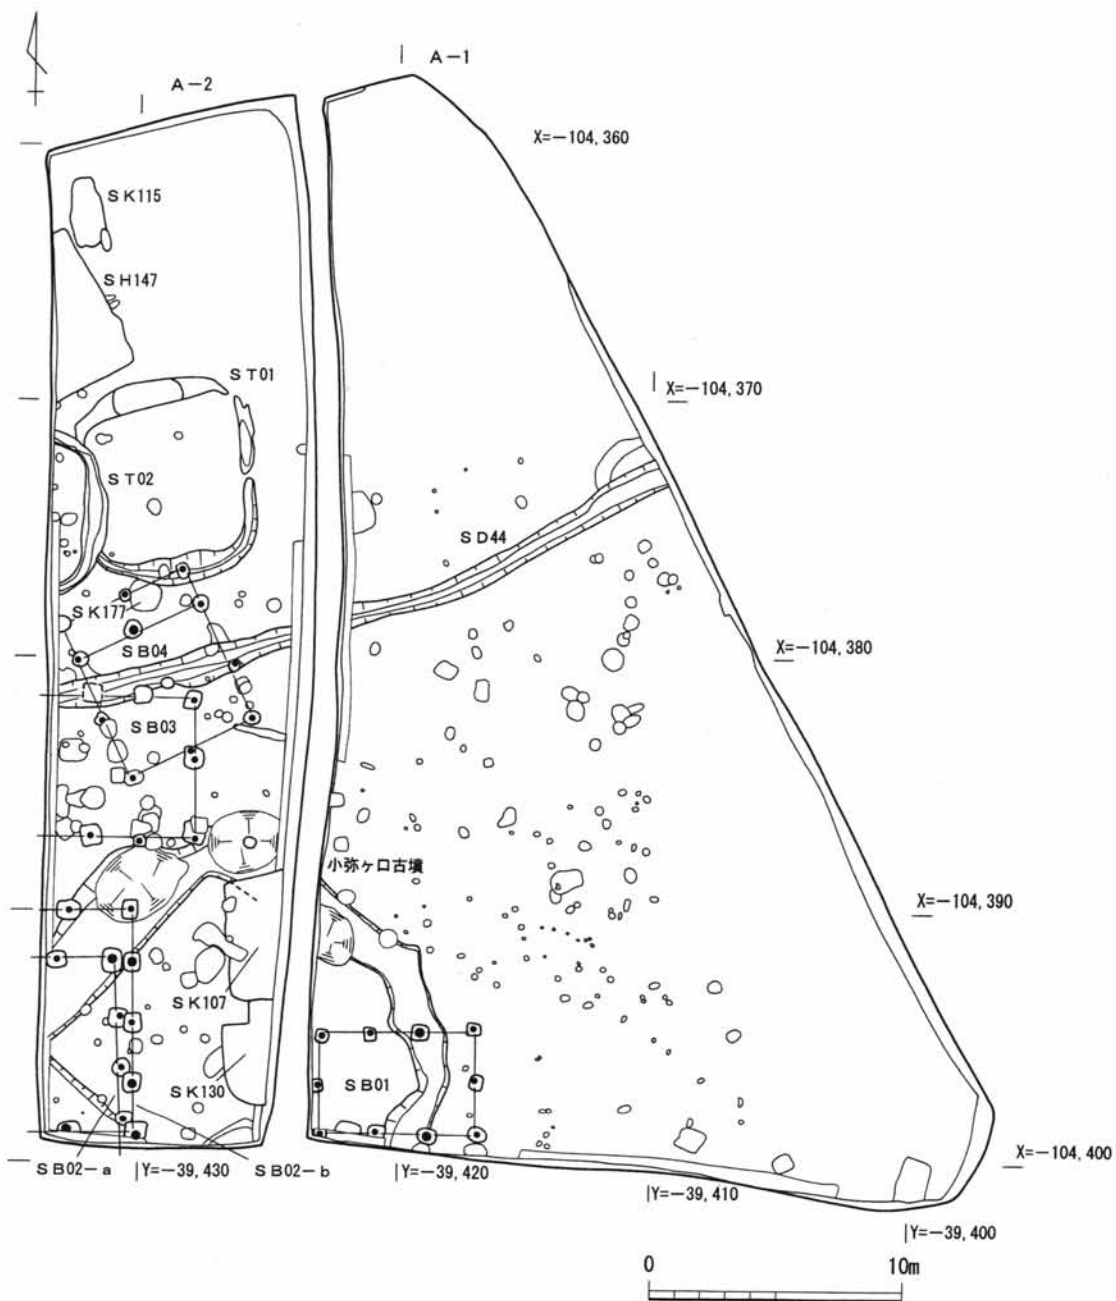 A-1
A-2
X=-104,360
SK115
SH147
ST01
X=-104,370
ST02
SD44
SK177
SB04
X=-104,380
SB03
小弥ヶ口古墳
X=-104,390
SK107
SB01
SK130
X=-104,400
SB02-a
Y=-39,430
SB02-b
Y=-39,420
Y=-39,410
Y=-39,400
0 10m